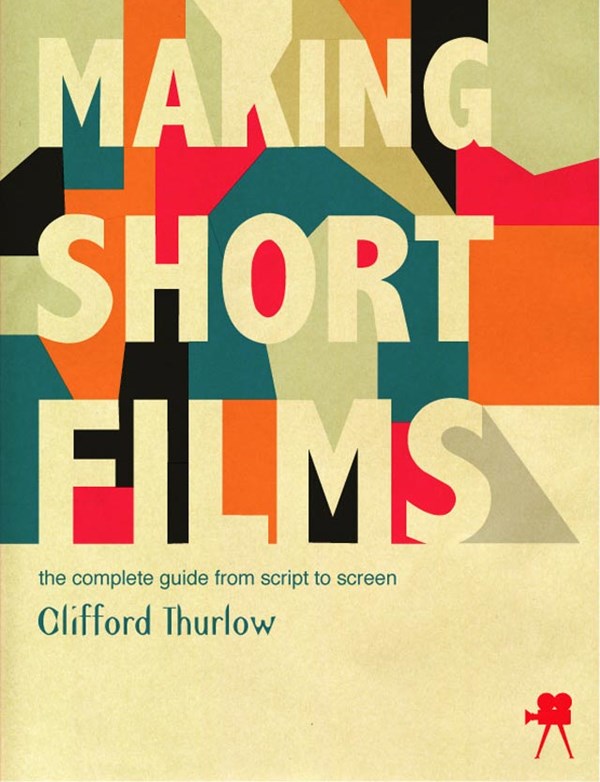 MAKING
SHORT
FILMS
the complete guide from script to screen
Clifford Thurlow